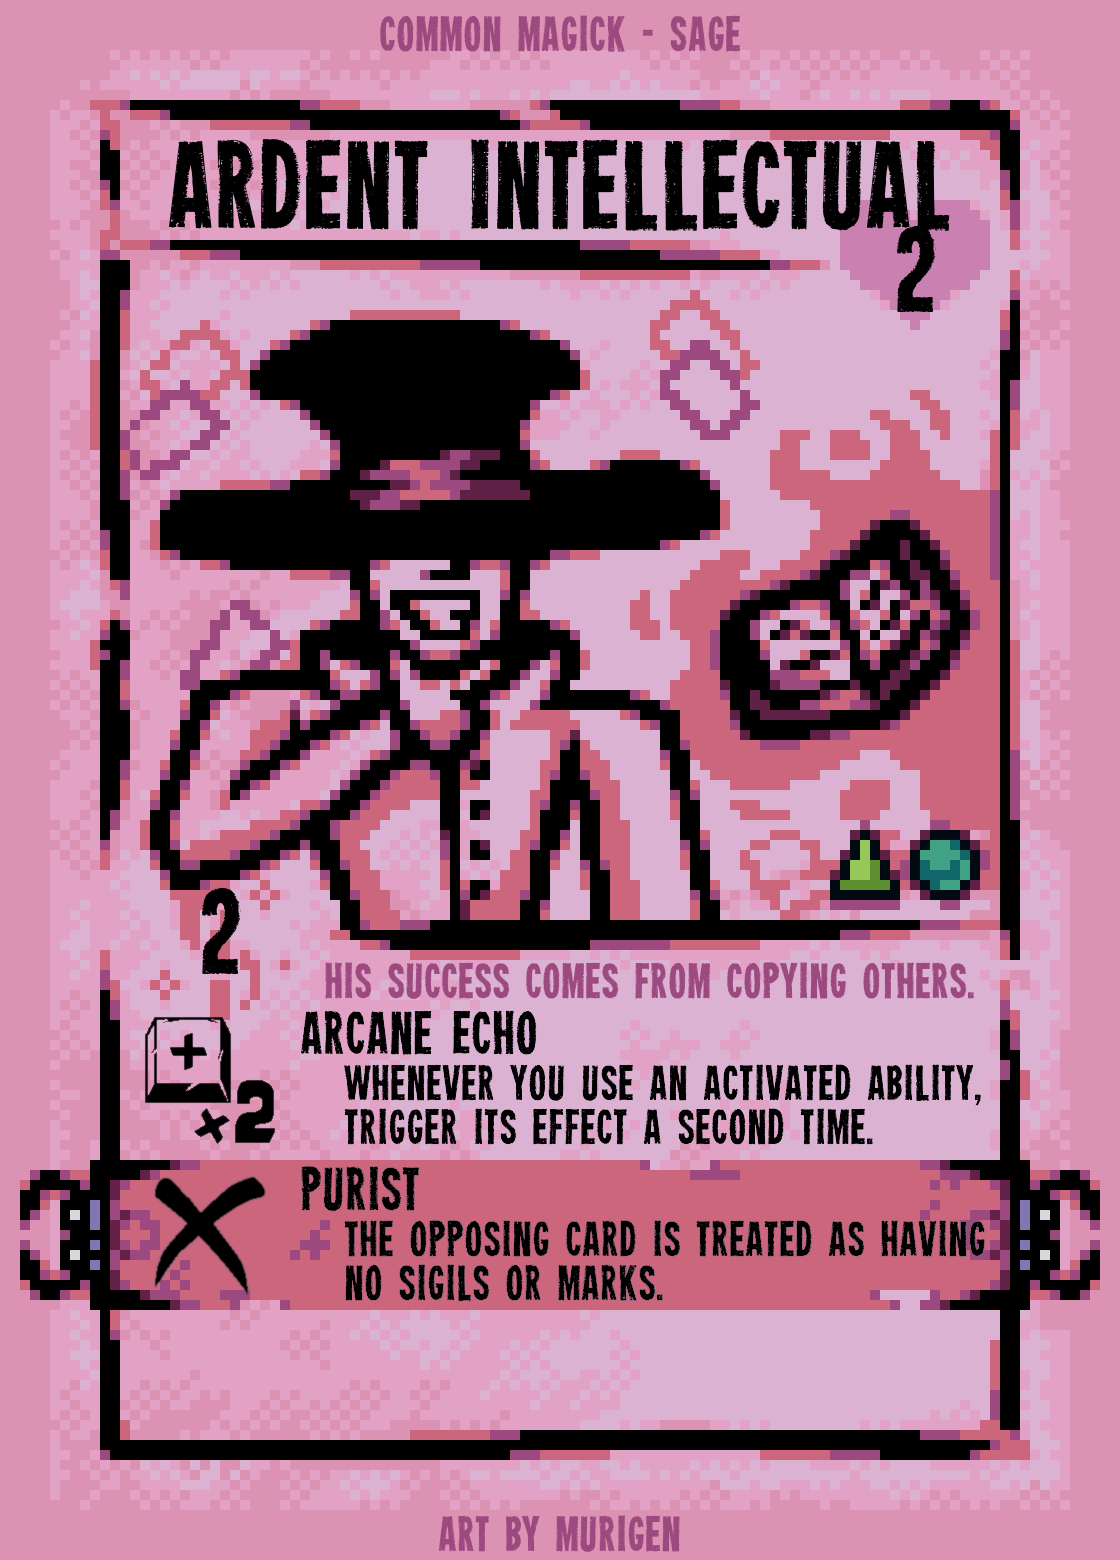 COMMON MAGICK - SAGE
ARDENT INTELLECTUAL
2
2
HIS SUCCESS COMES FROM COPYING OTHERS.
ARCANE ECHO
WHENEVER YOU USE AN ACTIVATED ABILITY,
TRIGGER ITS EFFECT A SECOND TIME.
+
×2
PURIST
THE OPPOSING CARD IS TREATED AS HAVING
NO SIGILS OR MARKS.
ART BY MURIGEN